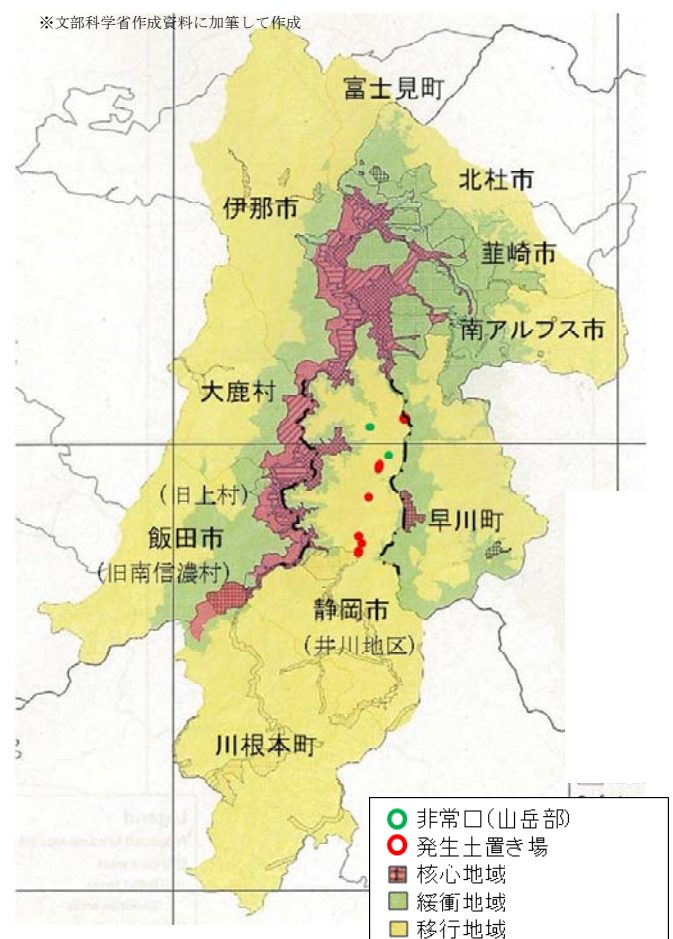 ※文部科学省作成資料に加筆して作成
富士見町
北杜市
伊那市
韮崎市
南アルプス市
大鹿村
(旧上村)
早川町
飯田市
(旧南信濃村)
静岡市
(井川地区)
川根本町
非常口(山岳部)
発生土置き場
核心地域
緩衝地域
移行地域